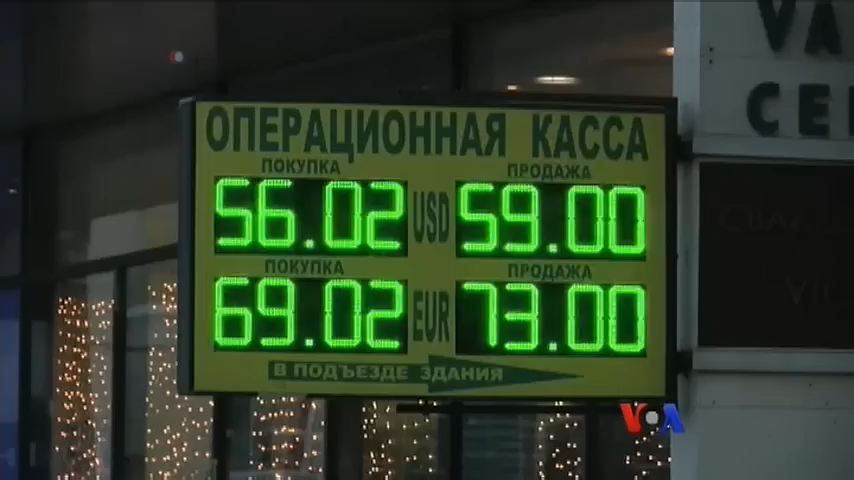 ОПЕРАЦИОННАЯ КАССА
ПОКУПКА ПРОДАЖА
56.02 USD 59.00
ПОКУПКА ПРОДАЖА
69.02 EUR 73.00
В ПОДЪЕЗДЕ ЗДАНИЯ
VOA